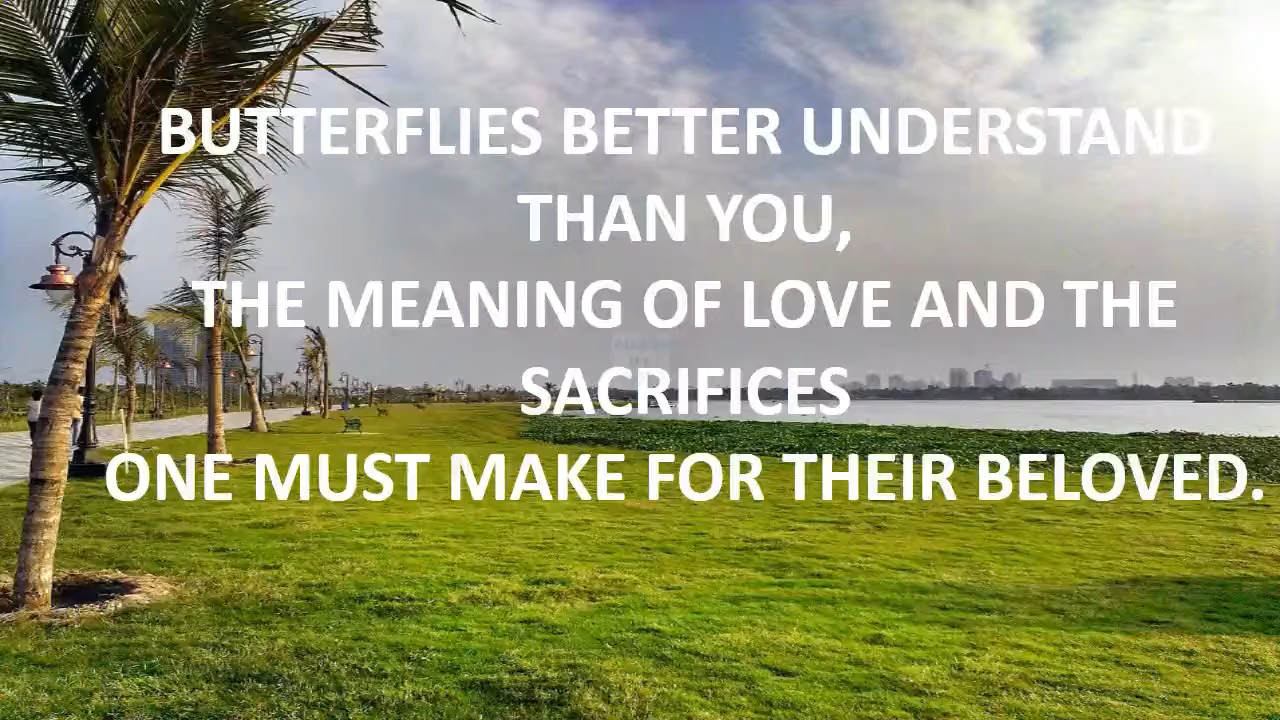 BUTTERFLIES BETTER UNDERSTAND
THAN YOU,
THE MEANING OF LOVE AND THE
SACRIFICES
ONE MUST MAKE FOR THEIR BELOVED.